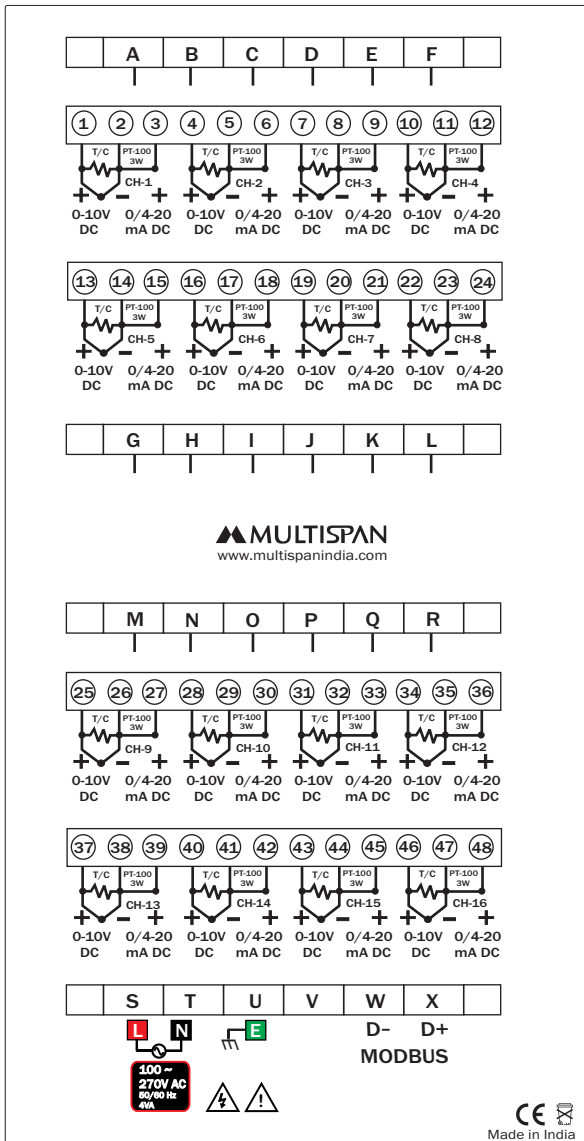 A B C D E F
1 2 3 4 5 6 7 8 9 10 11 12
T/C PT-100 T/C PT-100 T/C PT-100 T/C PT-100
3W 3W 3W 3W
CH-1 CH-2 CH-3 CH-4
+ − + + − + + − + + − +
0-10V 0/4-20 0-10V 0/4-20 0-10V 0/4-20 0-10V 0/4-20
DC mA DC DC mA DC DC mA DC DC mA DC
13 14 15 16 17 18 19 20 21 22 23 24
T/C PT-100 T/C PT-100 T/C PT-100 T/C PT-100
3W 3W 3W 3W
CH-5 CH-6 CH-7 CH-8
+ − + + − + + − + + − +
0-10V 0/4-20 0-10V 0/4-20 0-10V 0/4-20 0-10V 0/4-20
DC mA DC DC mA DC DC mA DC DC mA DC
G H I J K L
MULTISPAN
www.multispanindia.com
M N O P Q R
25 26 27 28 29 30 31 32 33 34 35 36
T/C PT-100 T/C PT-100 T/C PT-100 T/C PT-100
3W 3W 3W 3W
CH-9 CH-10 CH-11 CH-12
+ − + + − + + − + + − +
0-10V 0/4-20 0-10V 0/4-20 0-10V 0/4-20 0-10V 0/4-20
DC mA DC DC mA DC DC mA DC DC mA DC
37 38 39 40 41 42 43 44 45 46 47 48
T/C PT-100 T/C PT-100 T/C PT-100 T/C PT-100
3W 3W 3W 3W
CH-13 CH-14 CH-15 CH-16
+ − + + − + + − + + − +
0-10V 0/4-20 0-10V 0/4-20 0-10V 0/4-20 0-10V 0/4-20
DC mA DC DC mA DC DC mA DC DC mA DC
S T U V W X
L N E D− D+
MODBUS
100 ~
270V AC
50/60 Hz
4VA
CE
Made in India